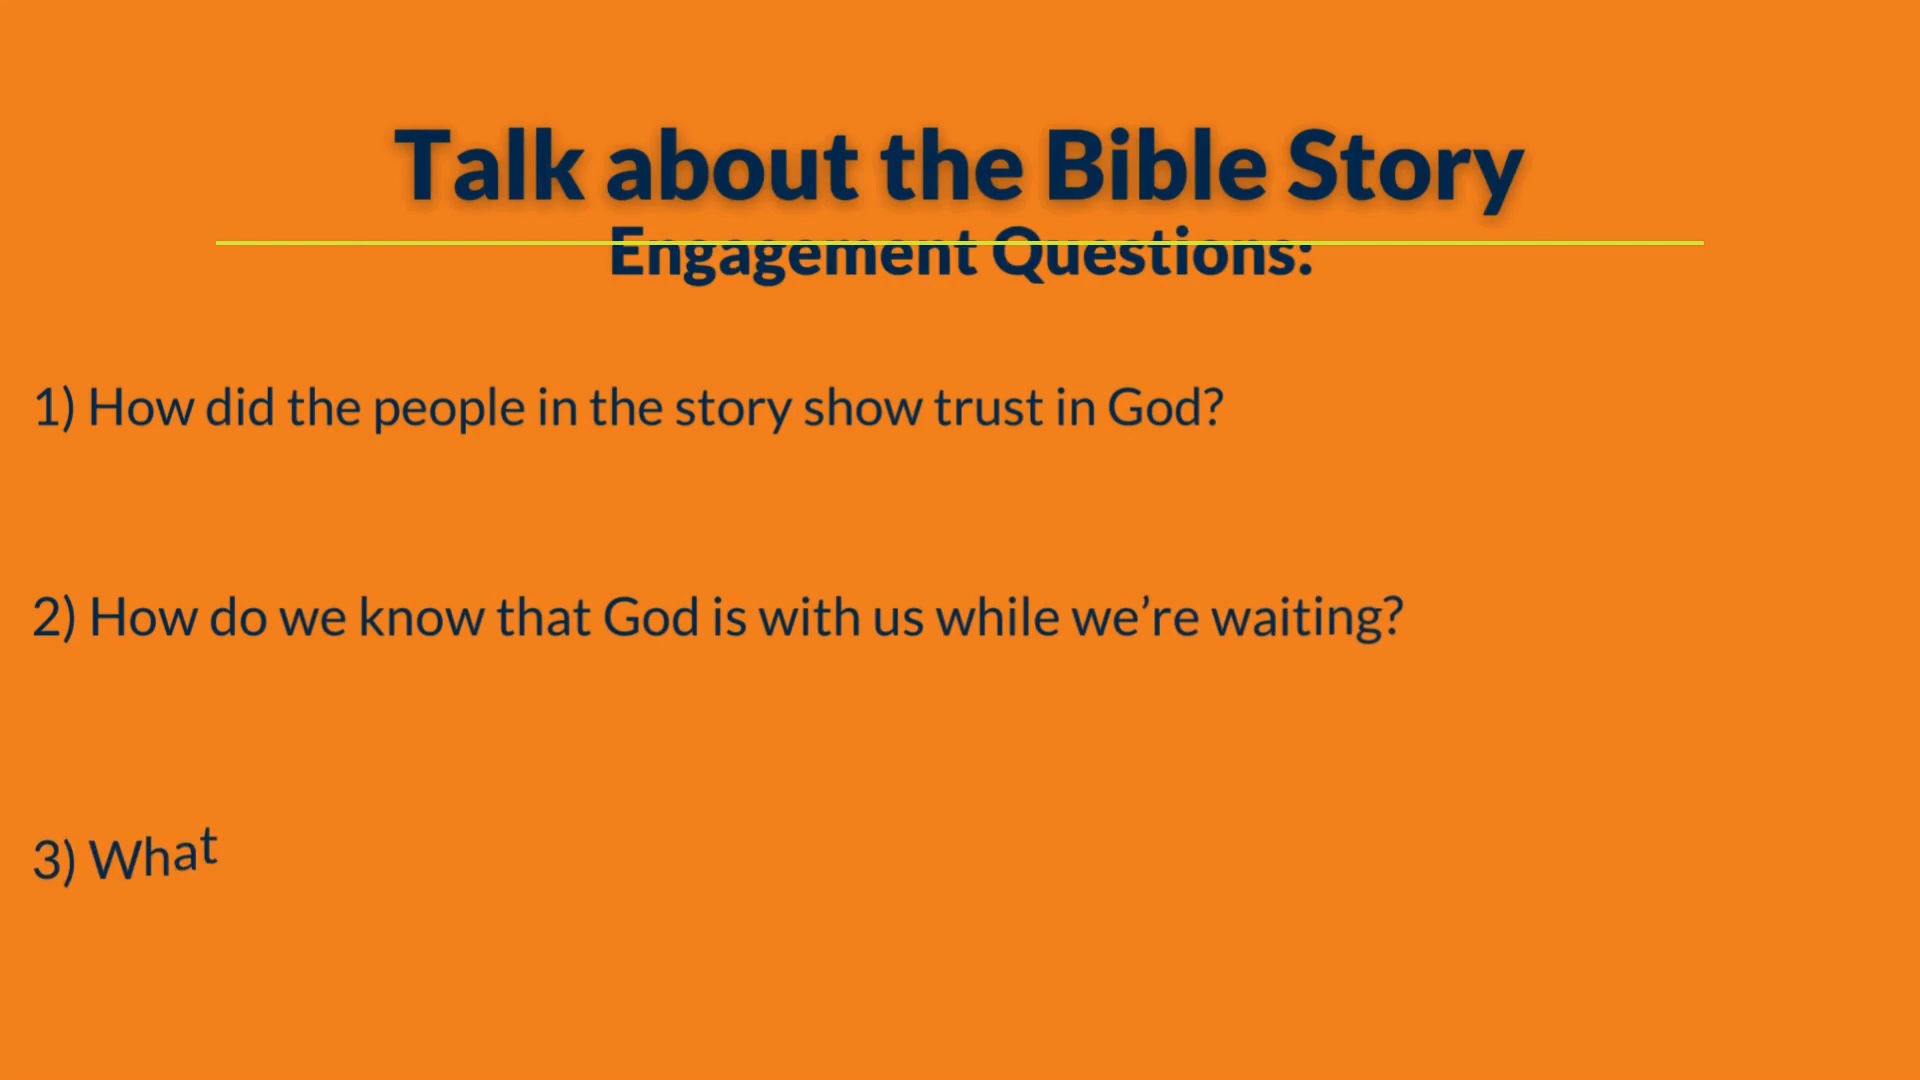 Talk about the Bible Story
Engagement Questions:
1) How did the people in the story show trust in God?
2) How do we know that God is with us while we’re waiting?
3) What